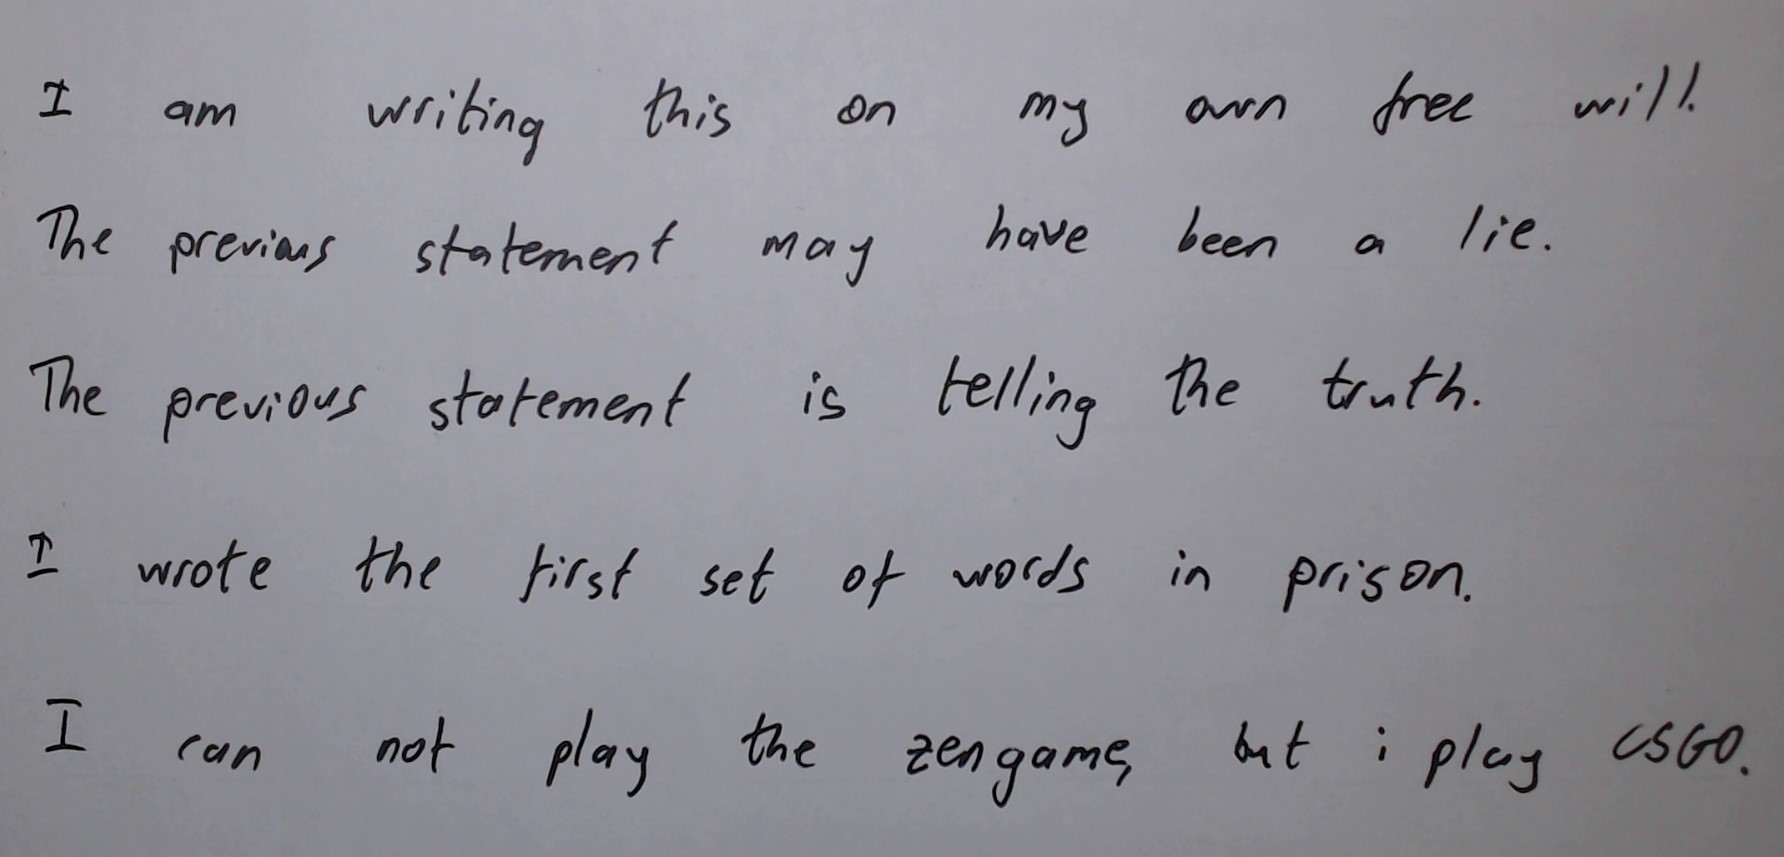 I am writing this on my own free will.
The previous statement may have been a lie.
The previous statement is telling the truth.
I wrote the first set of words in prison.
I can not play the zengame, but i play CSGO.